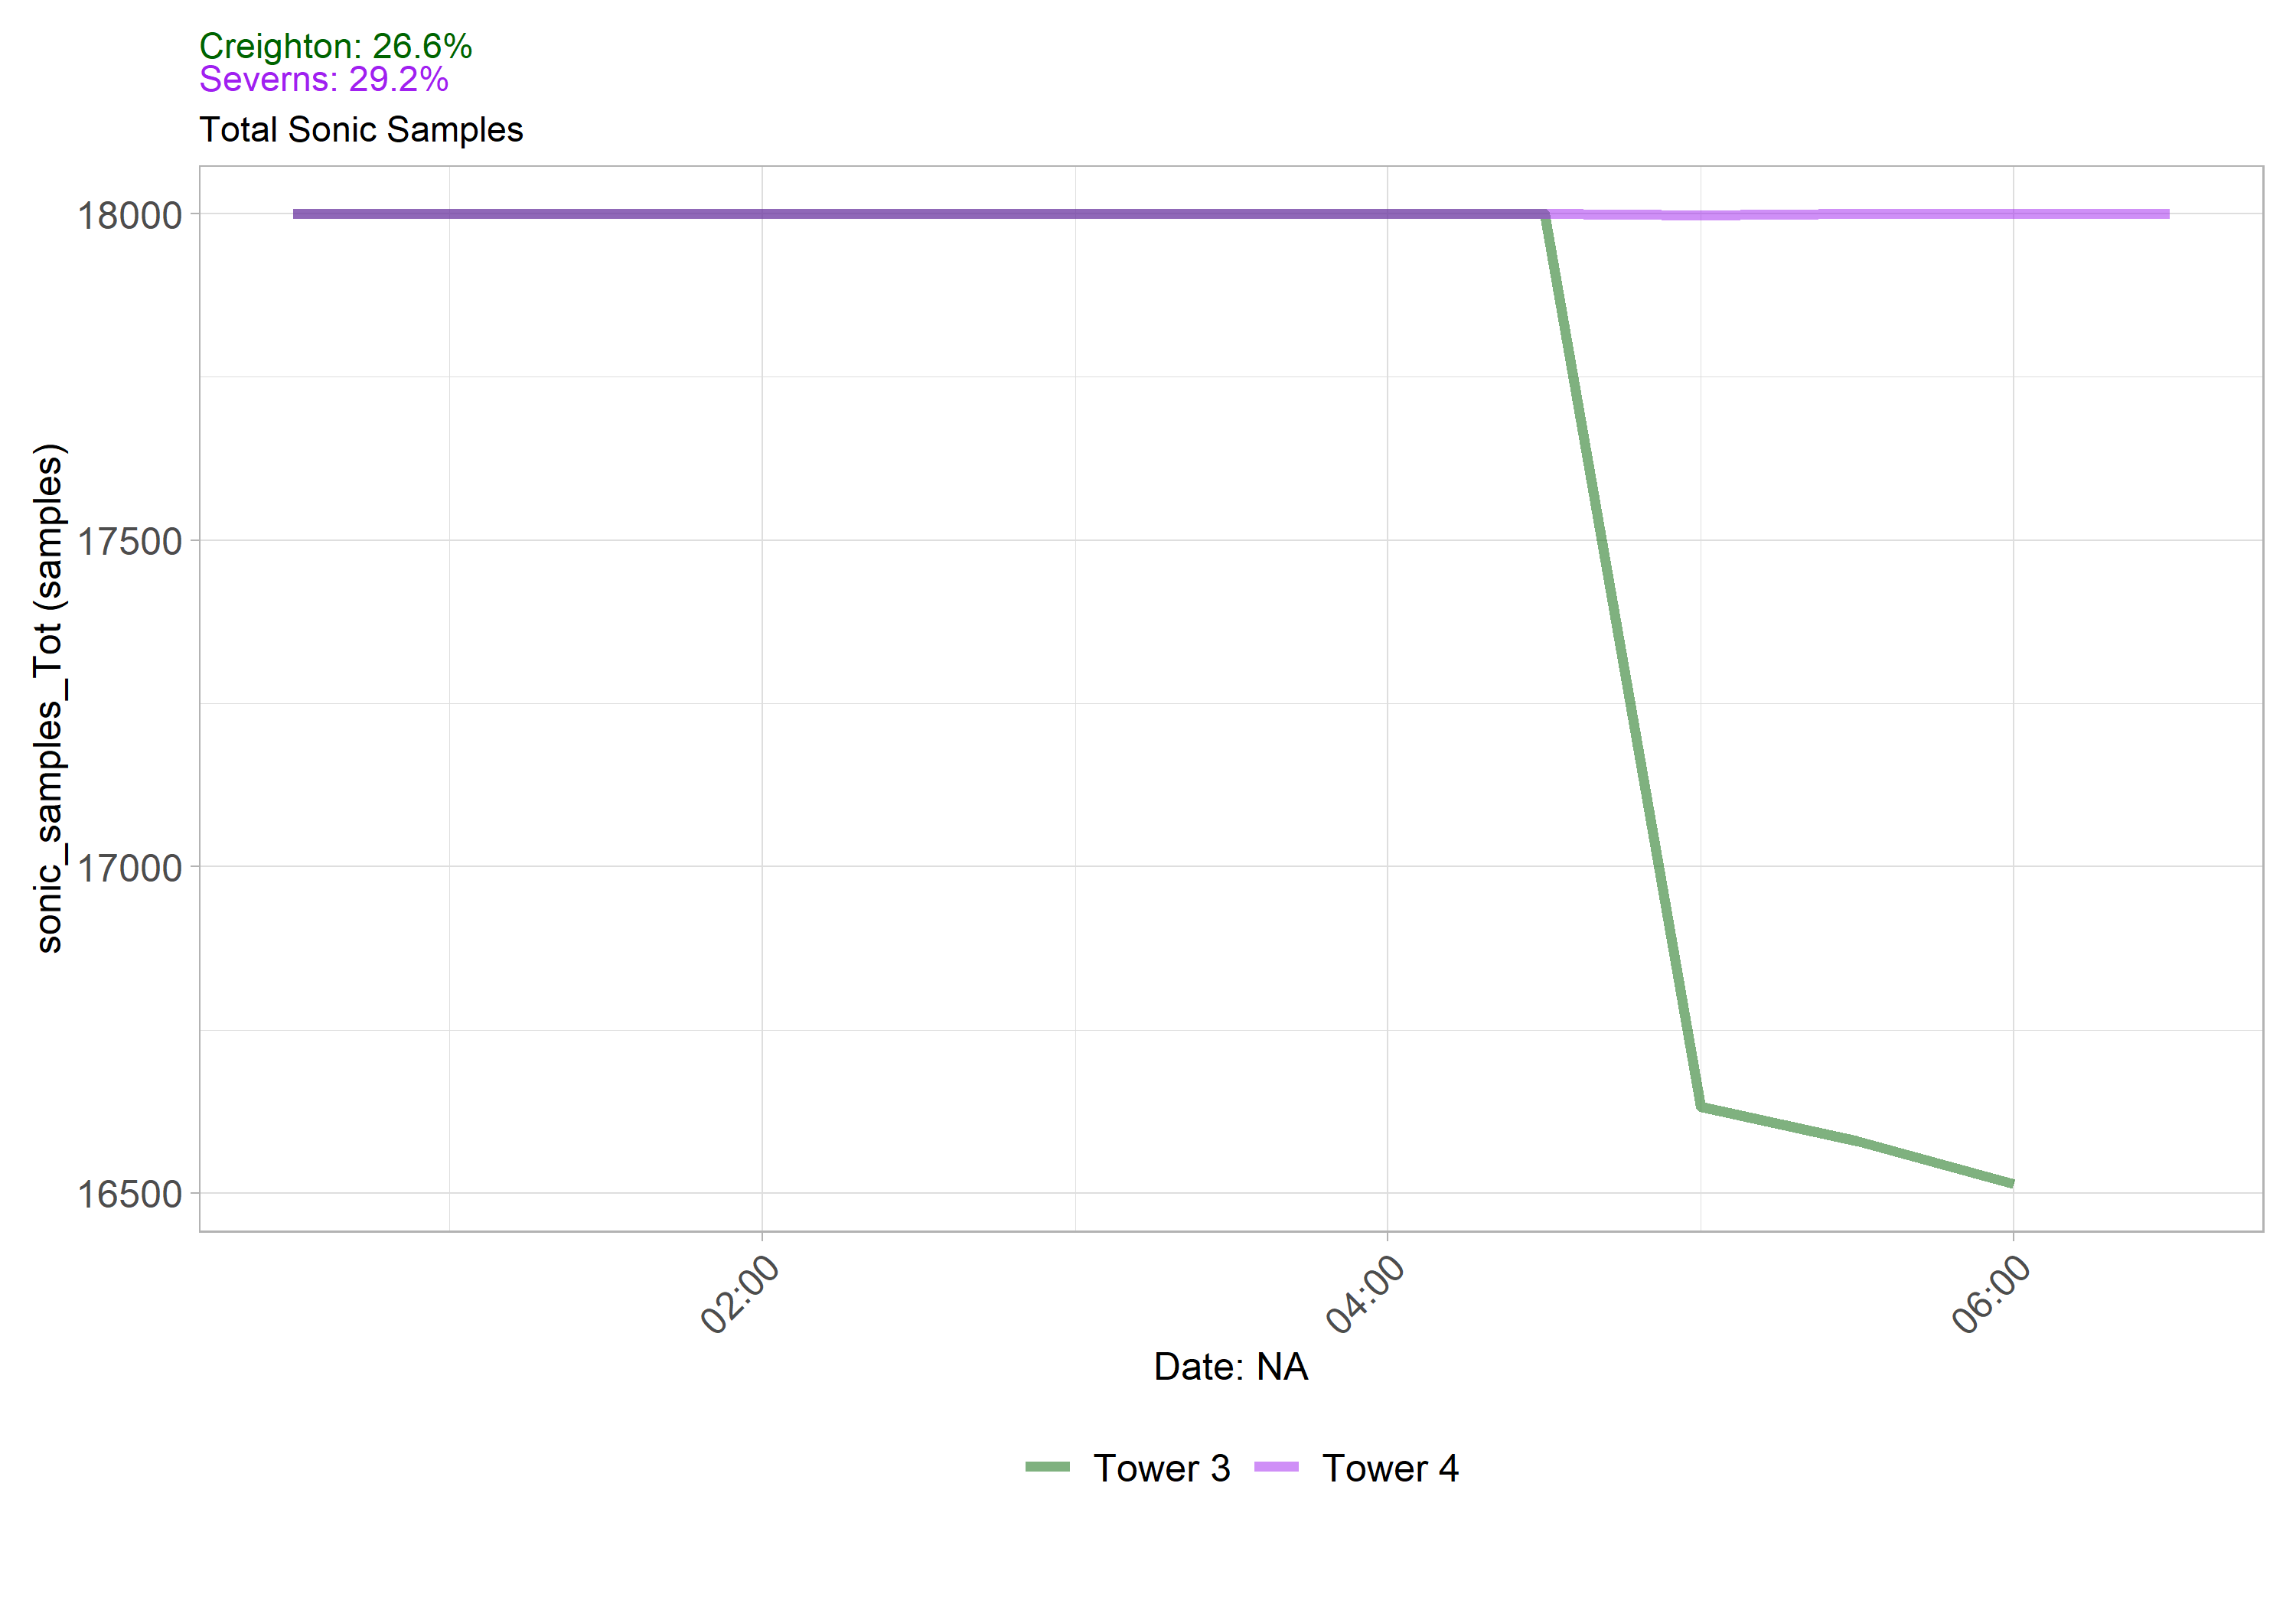 Creighton: 26.6%
Severns: 29.2%
Total Sonic Samples
sonic_samples_Tot (samples)
18000
17500
17000
16500
02:00
04:00
06:00
Date: NA
Tower 3
Tower 4